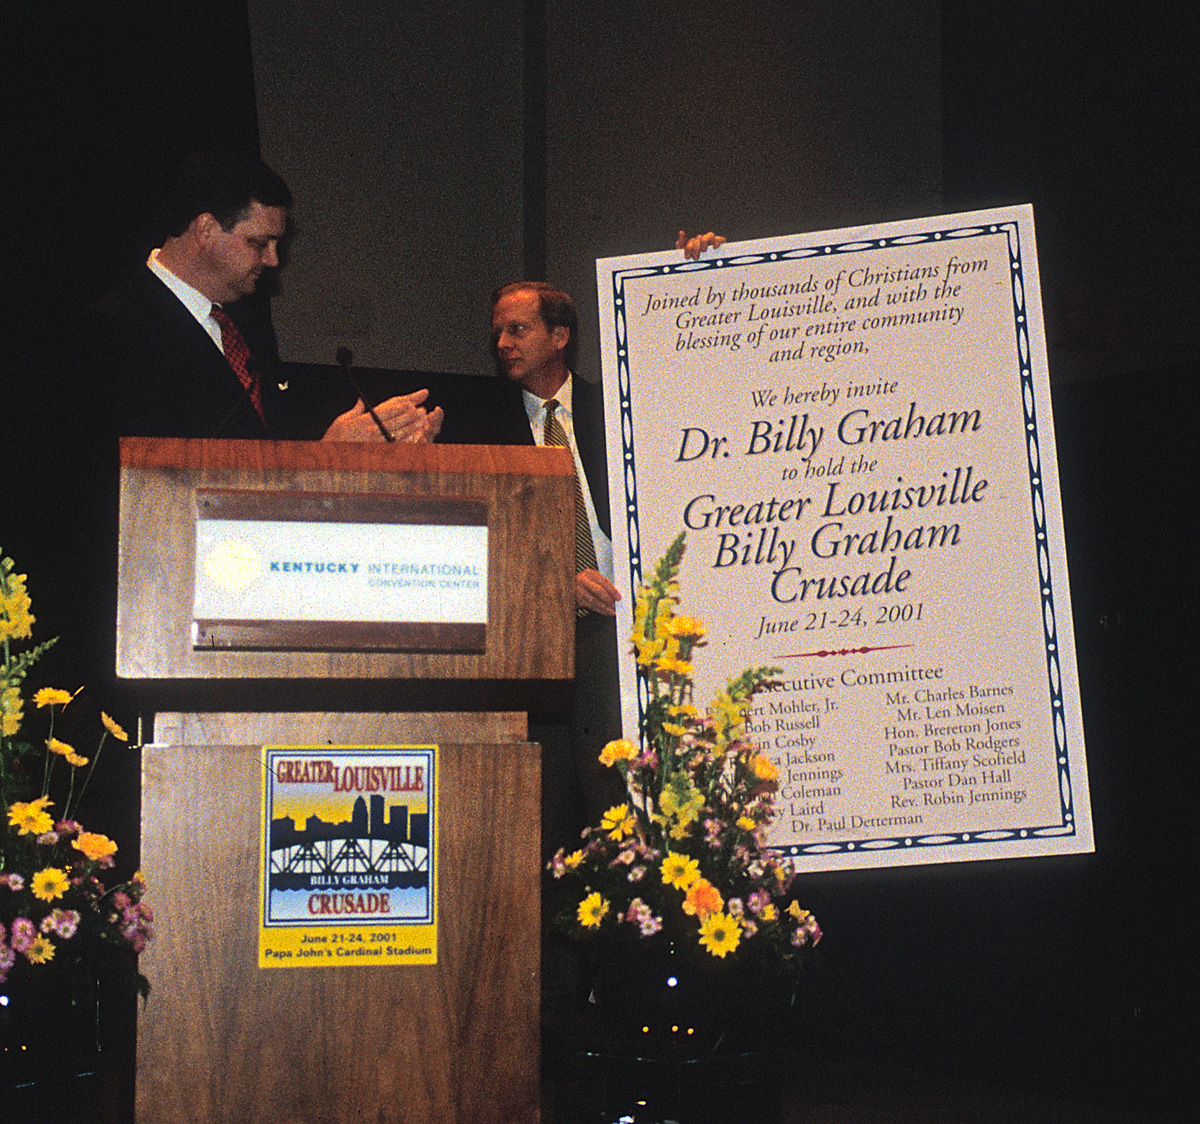 Joined by thousands of Christians from
Greater Louisville, and with the
blessing of our entire community
and region,
We hereby invite
Dr. Billy Graham
to hold the
Greater Louisville
Billy Graham
Crusade
June 21-24, 2001
Executive Committee
Mohler, Jr.
Bob Russell
Cosby
Jackson
Jennings
Coleman
Laird
Mr. Charles Barnes
Mr. Len Moisen
Hon. Brereton Jones
Pastor Bob Rodgers
Mrs. Tiffany Scofield
Pastor Dan Hall
Rev. Robin Jennings
Dr. Paul Detterman
KENTUCKY INTERNATIONAL
CONVENTION CENTER
GREATER LOUISVILLE
BILLY GRAHAM
CRUSADE
June 21-24, 2001
Papa John's Cardinal Stadium